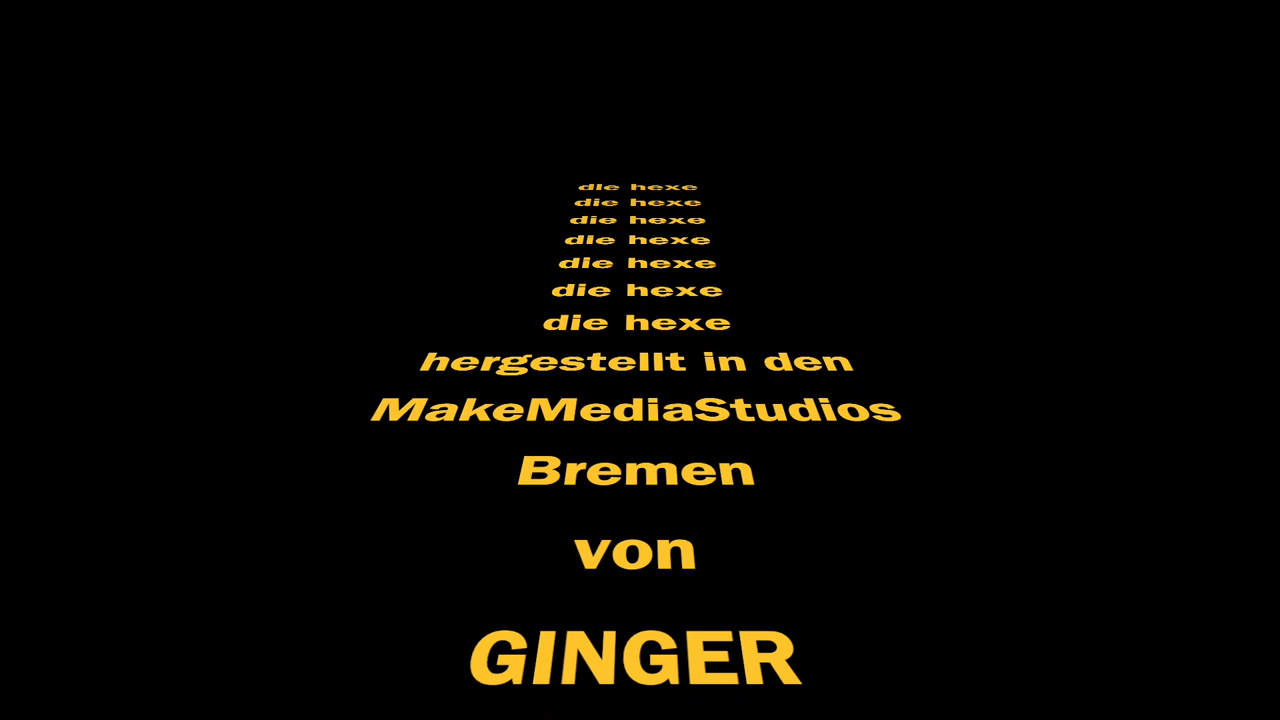 die hexe
die hexe
die hexe
die hexe
die hexe
die hexe
die hexe
hergestellt in den
MakeMediaStudios
Bremen
von
GINGER